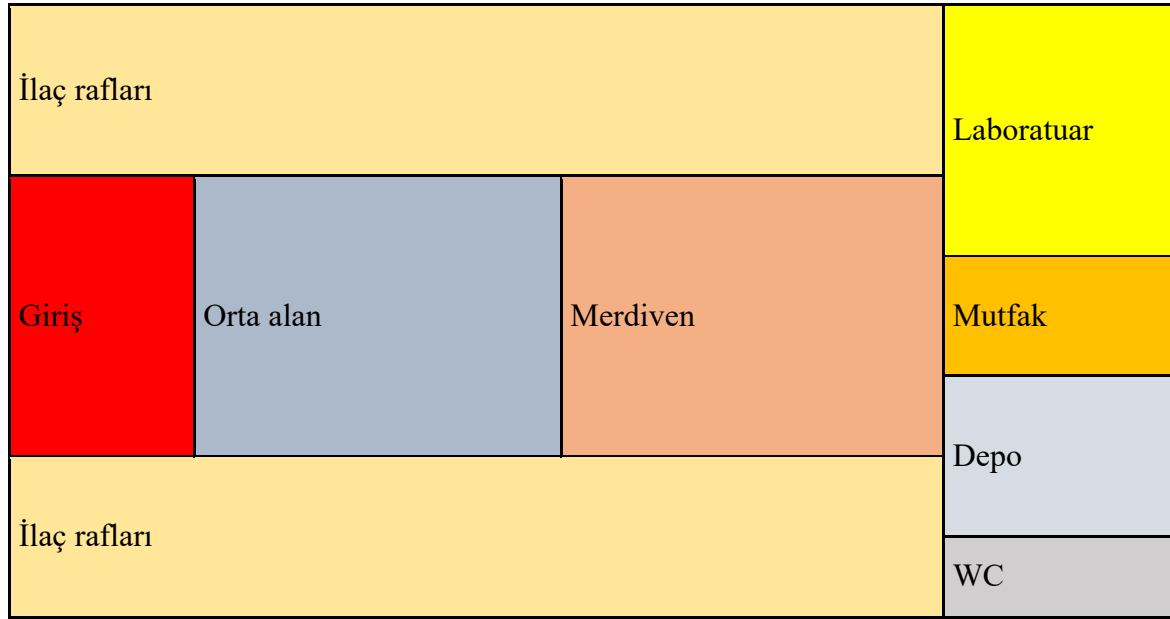 İlaç rafları
Laboratuar
Giriş
Orta alan
Merdiven
Mutfak
Depo
İlaç rafları
WC